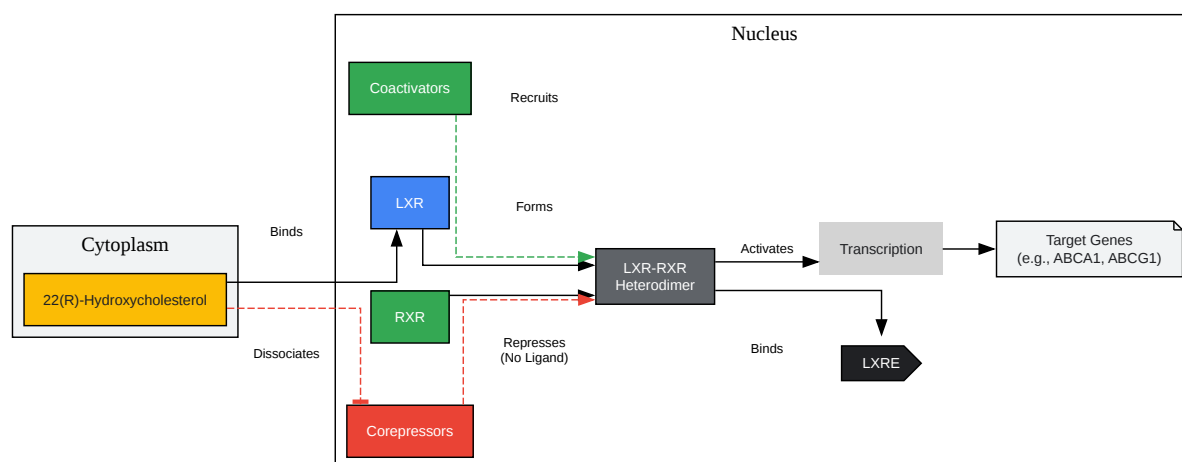 Nucleus
Coactivators
Recruits
LXR
Forms
Cytoplasm
Binds
22(R)-Hydroxycholesterol
LXR-RXR
Heterodimer
Activates
Transcription
Target Genes
(e.g., ABCA1, ABCG1)
RXR
Dissociates
Represses
(No Ligand)
Binds
LXRE
Corepressors